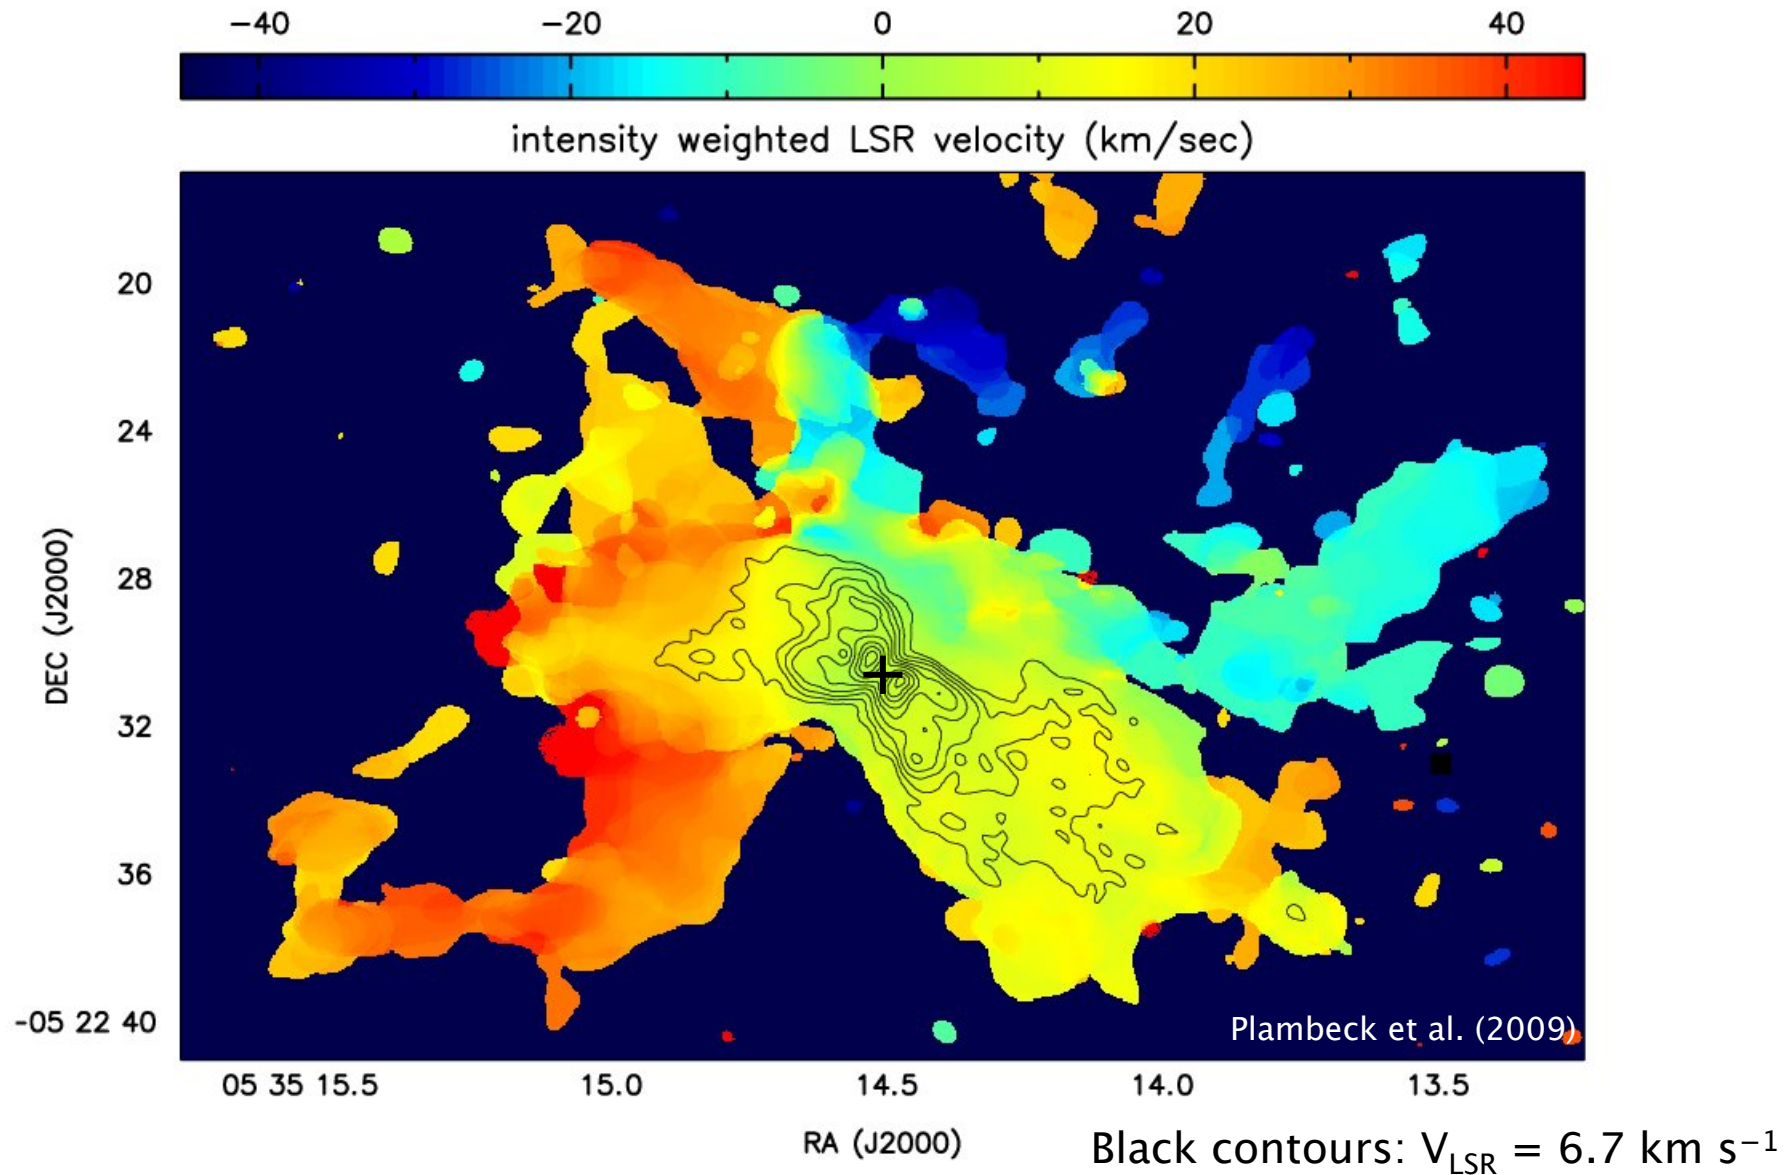 −40 −20 0 20 40
intensity weighted LSR velocity (km/sec)
20
24
28
DEC (J2000)
32
36
-05 22 40
Plambeck et al. (2009)
05 35 15.5 15.0 14.5 14.0 13.5
RA (J2000)
Black contours: V_LSR = 6.7 km s⁻¹